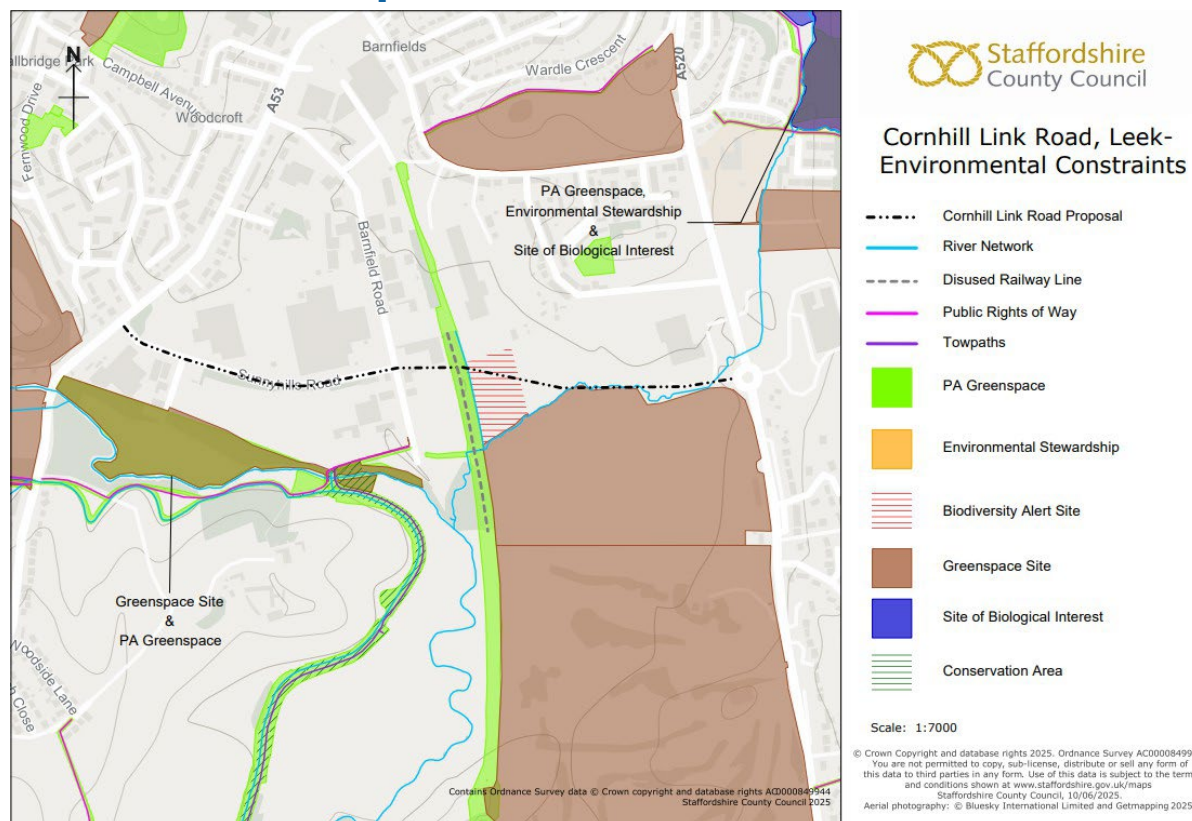 Barnfields
Wardle Crescent
A520
N
Campbell Avenue
A53
Woodcroft
Fernwood Drive
PA Greenspace,
Environmental Stewardship
&
Site of Biological Interest
Barnfield Road
Sunnyhills Road
Greenspace Site
&
PA Greenspace
Woodside Lane
Close
Contains Ordnance Survey data © Crown copyright and database rights AC0000849944
Staffordshire County Council 2025
Staffordshire
County Council
Cornhill Link Road, Leek-
Environmental Constraints
Cornhill Link Road Proposal
River Network
Disused Railway Line
Public Rights of Way
Towpaths
PA Greenspace
Environmental Stewardship
Biodiversity Alert Site
Greenspace Site
Site of Biological Interest
Conservation Area
Scale: 1:7000
© Crown Copyright and database rights 2025. Ordnance Survey AC00008499
You are not permitted to copy, sub-license, distribute or sell any form of
this data to third parties in any form. Use of this data is subject to the term
and conditions shown at www.staffordshire.gov.uk/maps
Staffordshire County Council, 10/06/2025.
Aerial photography: © Bluesky International Limited and Getmapping 2025